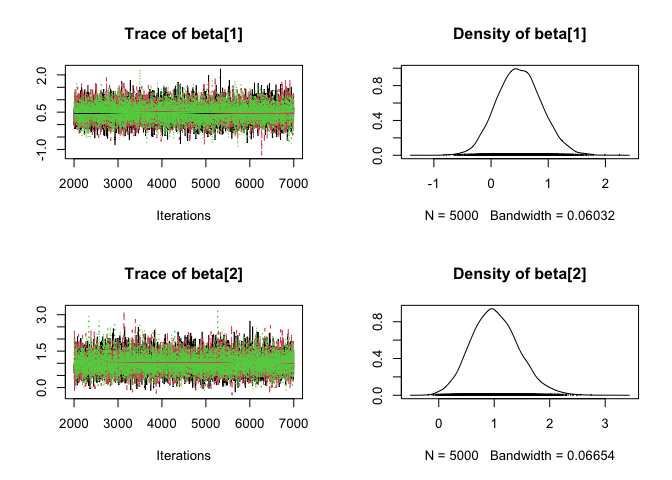 Trace of beta[1]
2.0
0.5
-1.0
2000 3000 4000 5000 6000 7000
Iterations
Density of beta[1]
0.8
0.4
0.0
-1 0 1 2
N = 5000 Bandwidth = 0.06032
Trace of beta[2]
3.0
1.5
0.0
2000 3000 4000 5000 6000 7000
Iterations
Density of beta[2]
0.8
0.4
0.0
0 1 2 3
N = 5000 Bandwidth = 0.06654